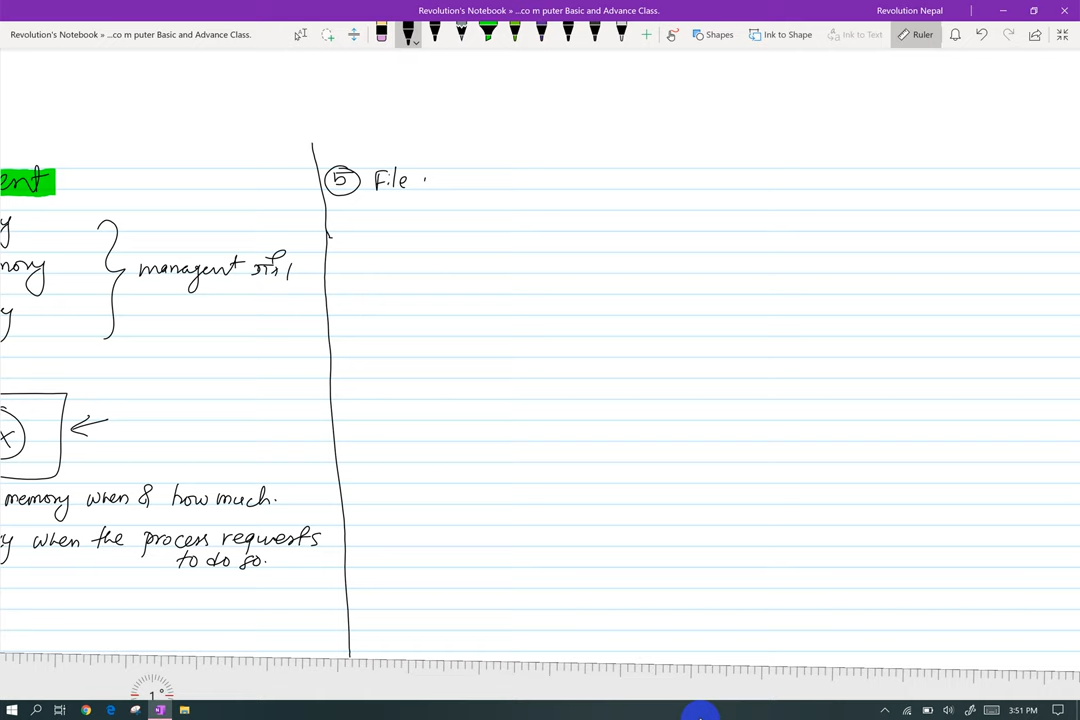 Revolution's Notebook » ...co m puter Basic and Advance Class.
Revolution Nepal
Revolution's Notebook » ...co m puter Basic and Advance Class.
Shapes
Ink to Shape
Ink to Text
Ruler
ent
⑤ File
y
mory
managent
y
x
memory when & how much.
y when the process requests
to do so.
1°
3:51 PM